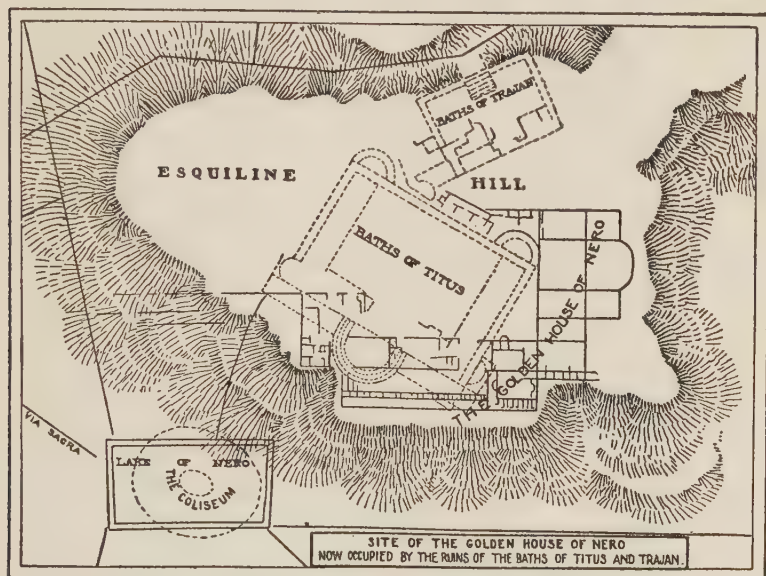 BATHS OF TRAJAN
ESQUILINE HILL
BATHS OF TITUS
THE GOLDEN HOUSE OF NERO
VIA SACRA
LAKE OF NERO
THE COLISEUM
SITE OF THE GOLDEN HOUSE OF NERO
NOW OCCUPIED BY THE RUINS OF THE BATHS OF TITUS AND TRAJAN.